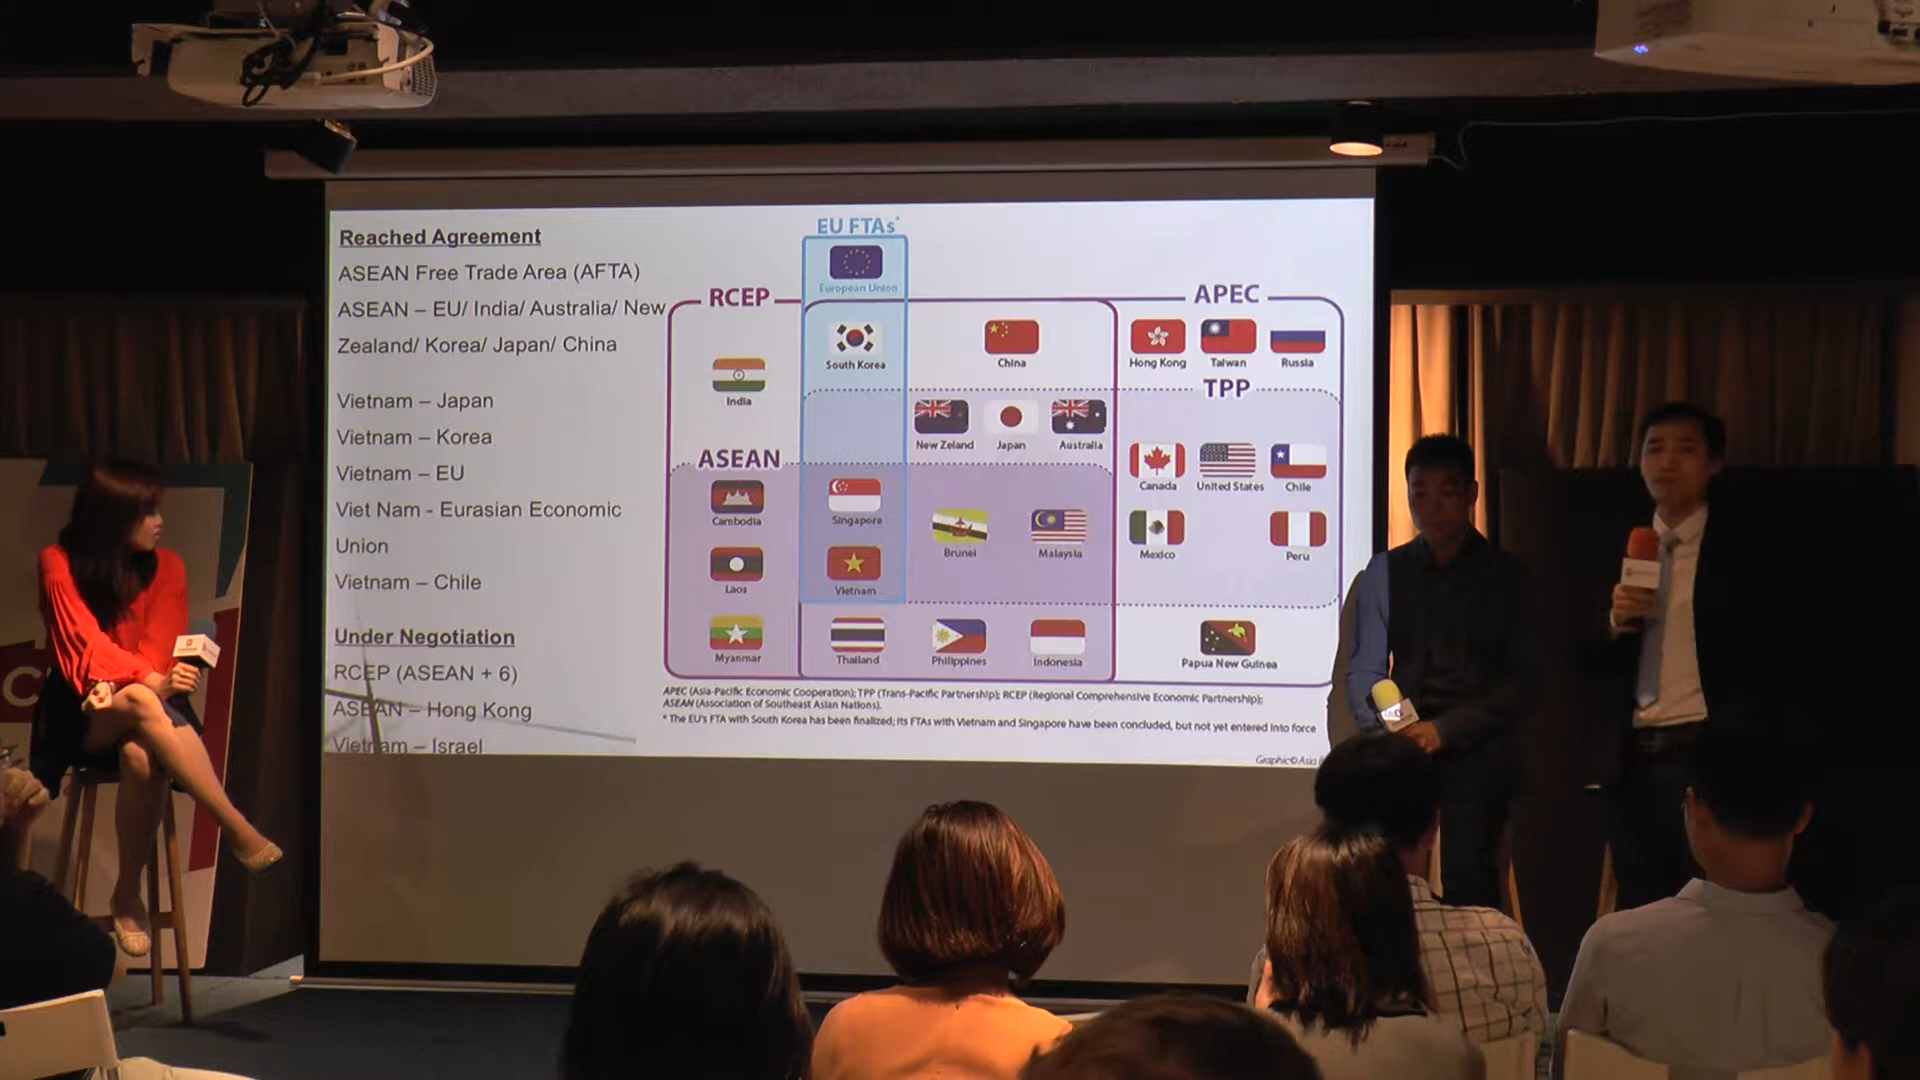 Reached Agreement
ASEAN Free Trade Area (AFTA)
ASEAN – EU/ India/ Australia/ New
Zealand/ Korea/ Japan/ China
Vietnam – Japan
Vietnam – Korea
Vietnam – EU
Viet Nam - Eurasian Economic
Union
Vietnam – Chile
Under Negotiation
RCEP (ASEAN + 6)
ASEAN – Hong Kong
Vietnam – Israel
EU FTAs*
European Union
RCEP
APEC
South Korea
China
Hong Kong
Taiwan
Russia
India
TPP
New Zeland
Japan
Australia
ASEAN
Canada
United States
Chile
Cambodia
Singapore
Brunei
Malaysia
Mexico
Peru
Laos
Vietnam
Myanmar
Thailand
Philippines
Indonesia
Papua New Guinea
APEC (Asia-Pacific Economic Cooperation); TPP (Trans-Pacific Partnership); RCEP (Regional Comprehensive Economic Partnership);
ASEAN (Association of Southeast Asian Nations).
* The EU's FTA with South Korea has been finalized; its FTAs with Vietnam and Singapore have been concluded, but not yet entered into force
Graphic© Asia